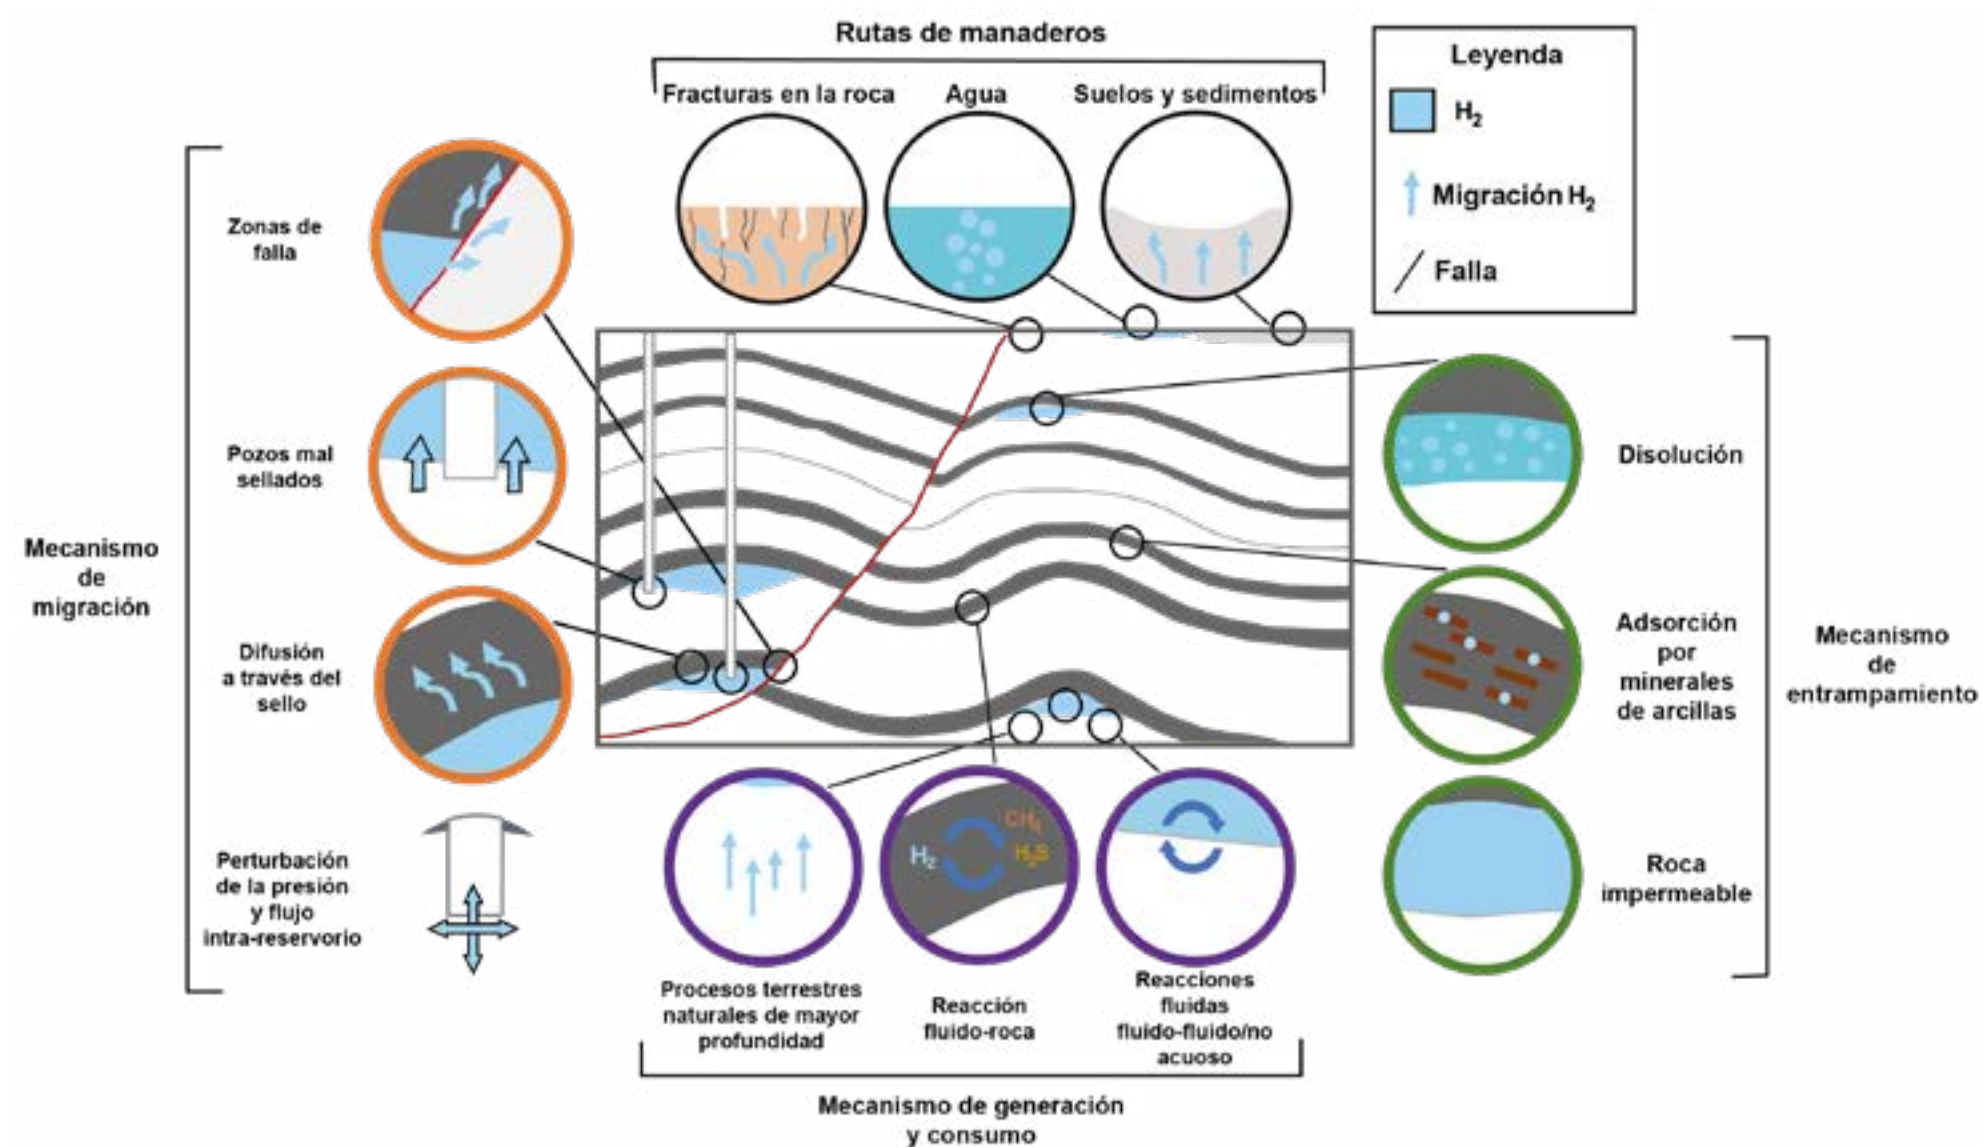 Rutas de manaderos
Fracturas en la roca
Agua
Suelos y sedimentos
Leyenda
H₂
Migración H₂
Falla
Mecanismo
de
migración
Zonas de
falla
Pozos mal
sellados
Difusión
a través del
sello
Perturbación
de la presión
y flujo
intra-reservorio
Disolución
Adsorción
por
minerales
de arcillas
Roca
impermeable
Mecanismo
de
entrampamiento
H₂
CH₄
H₂S
Procesos terrestres
naturales de mayor
profundidad
Reacción
fluido-roca
Reacciones
fluidas
fluido-fluido/no
acuoso
Mecanismo de generación
y consumo